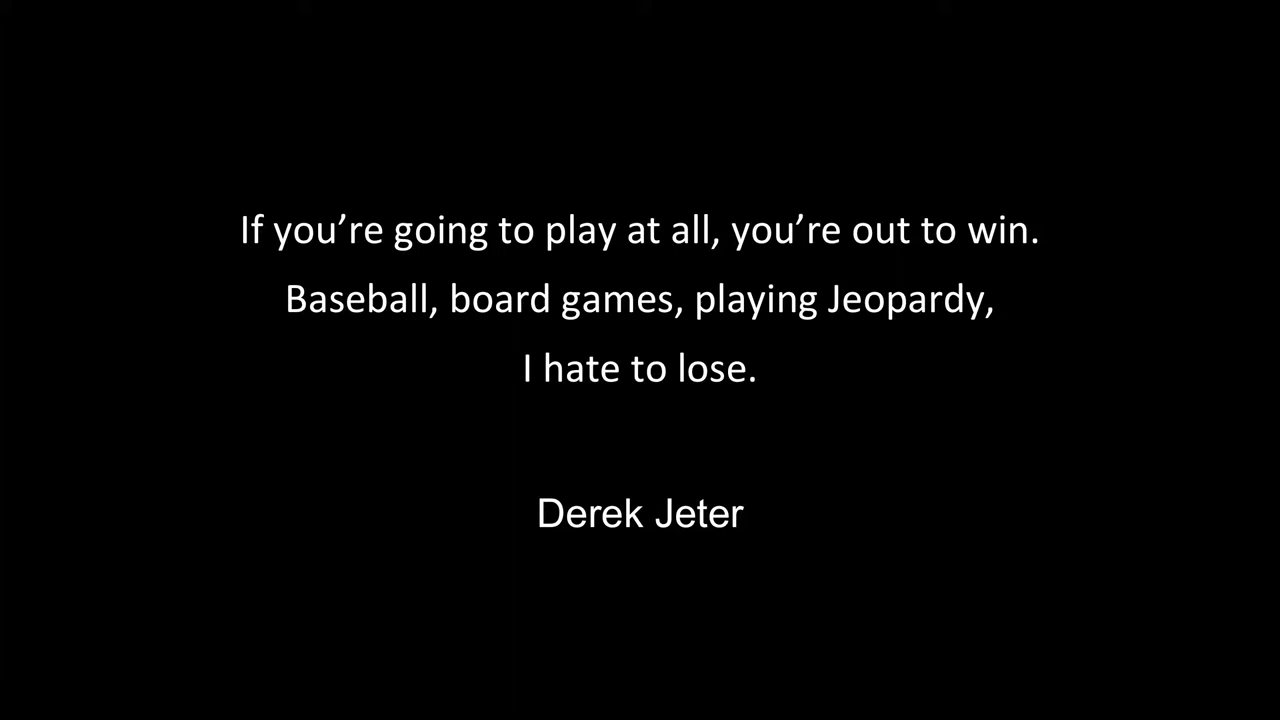 If you’re going to play at all, you’re out to win.
Baseball, board games, playing Jeopardy,
I hate to lose.
Derek Jeter